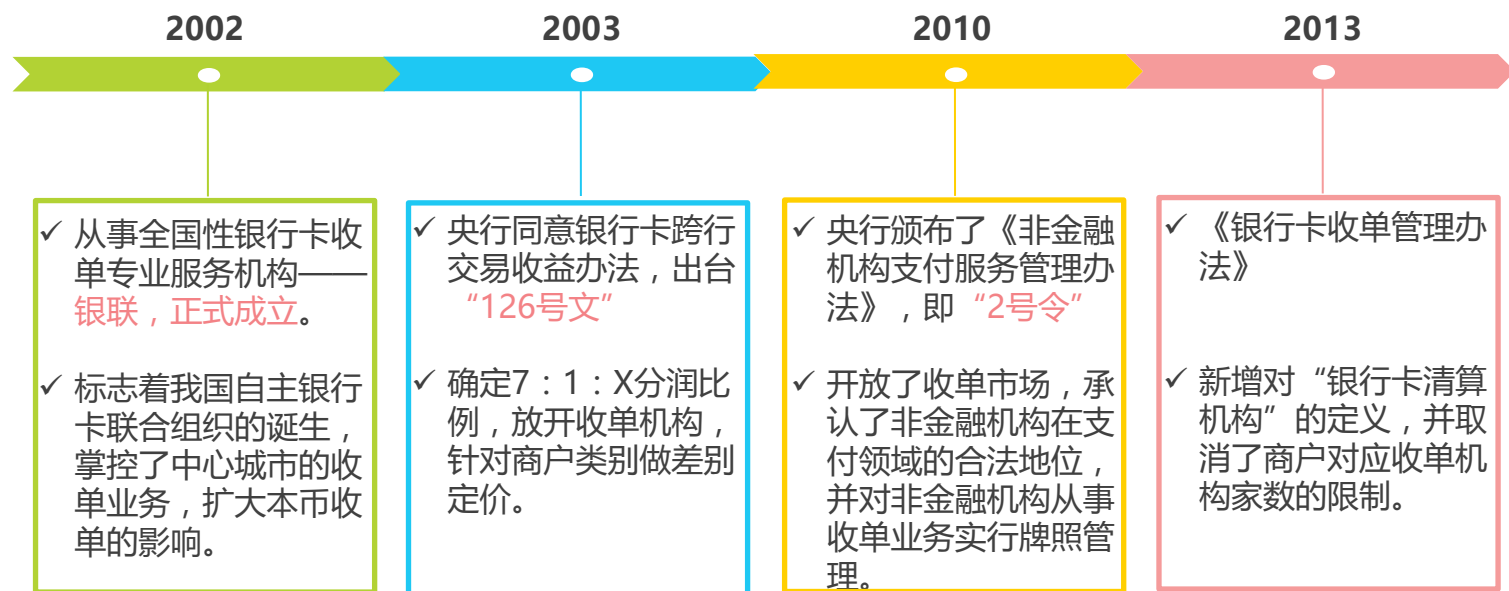 2002
2003
2010
2013
✓ 从事全国性银行卡收
单专业服务机构——
银联，正式成立。
✓ 标志着我国自主银行
卡联合组织的诞生，
掌控了中心城市的收
单业务，扩大本币收
单的影响。
✓ 央行同意银行卡跨行
交易收益办法，出台
“126号文”
✓ 确定7：1：X分润比
例，放开收单机构，
针对商户类别做差别
定价。
✓ 央行颁布了《非金融
机构支付服务管理办
法》，即“2号令”
✓ 开放了收单市场，承
认了非金融机构在支
付领域的合法地位，
并对非金融机构从事
收单业务实行牌照管
理。
✓ 《银行卡收单管理办
法》
✓ 新增对“银行卡清算
机构”的定义，并取
消了商户对应收单机
构家数的限制。